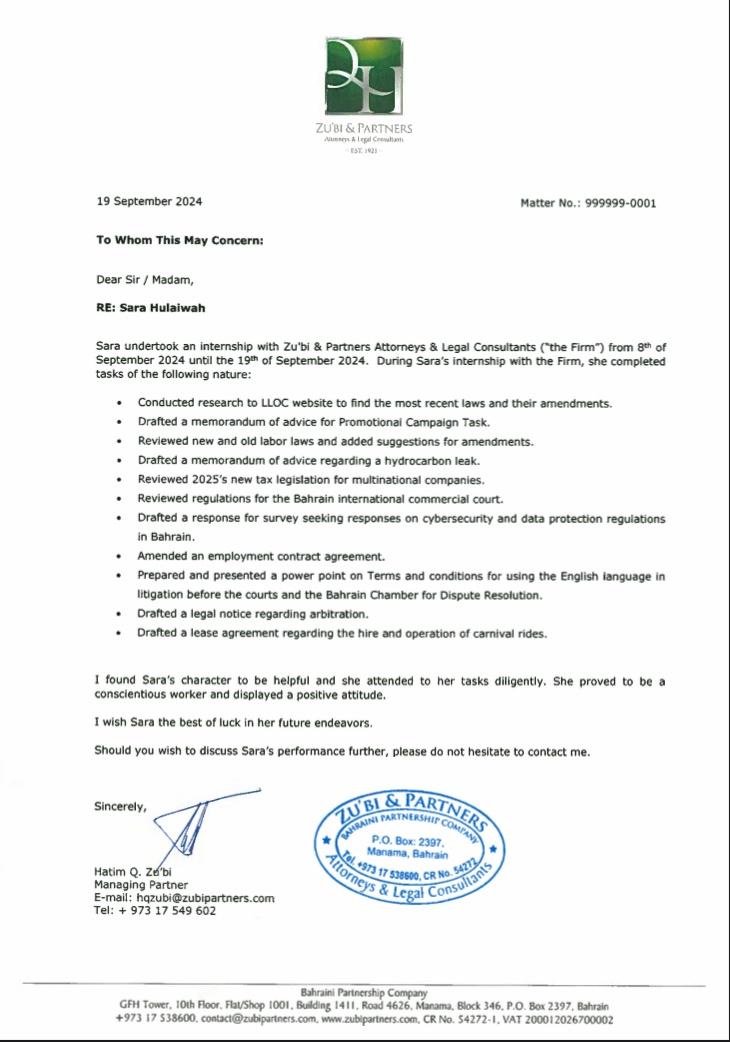 ZU'BI & PARTNERS
Attorneys & Legal Consultants
- EST. 1921 -
19 September 2024
Matter No.: 999999-0001
To Whom This May Concern:
Dear Sir / Madam,
RE: Sara Hulaiwah
Sara undertook an internship with Zu'bi & Partners Attorneys & Legal Consultants ("the Firm") from 8th of
September 2024 until the 19th of September 2024. During Sara's internship with the Firm, she completed
tasks of the following nature:
• Conducted research to LLOC website to find the most recent laws and their amendments.
• Drafted a memorandum of advice for Promotional Campaign Task.
• Reviewed new and old labor laws and added suggestions for amendments.
• Drafted a memorandum of advice regarding a hydrocarbon leak.
• Reviewed 2025's new tax legislation for multinational companies.
• Reviewed regulations for the Bahrain international commercial court.
• Drafted a response for survey seeking responses on cybersecurity and data protection regulations
in Bahrain.
• Amended an employment contract agreement.
• Prepared and presented a power point on Terms and conditions for using the English language in
litigation before the courts and the Bahrain Chamber for Dispute Resolution.
• Drafted a legal notice regarding arbitration.
• Drafted a lease agreement regarding the hire and operation of carnival rides.
I found Sara's character to be helpful and she attended to her tasks diligently. She proved to be a
conscientious worker and displayed a positive attitude.
I wish Sara the best of luck in her future endeavors.
Should you wish to discuss Sara's performance further, please do not hesitate to contact me.
Sincerely,
Hatim Q. Zu'bi
Managing Partner
E-mail: hqzubi@zubipartners.com
Tel: + 973 17 549 602
ZU'BI & PARTNERS
BAHRAINI PARTNERSHIP COMPANY
P.O. Box: 2397,
Manama, Bahrain
Tel. +973 17 538600, CR No. 54272
Attorneys & Legal Consultants
Bahraini Partnership Company
GFH Tower, 10th Floor, Flat/Shop 1001, Building 1411, Road 4626, Manama, Block 346, P.O. Box 2397, Bahrain
+973 17 538600, contact@zubipartners.com, www.zubipartners.com, CR No. 54272-1, VAT 200012026700002